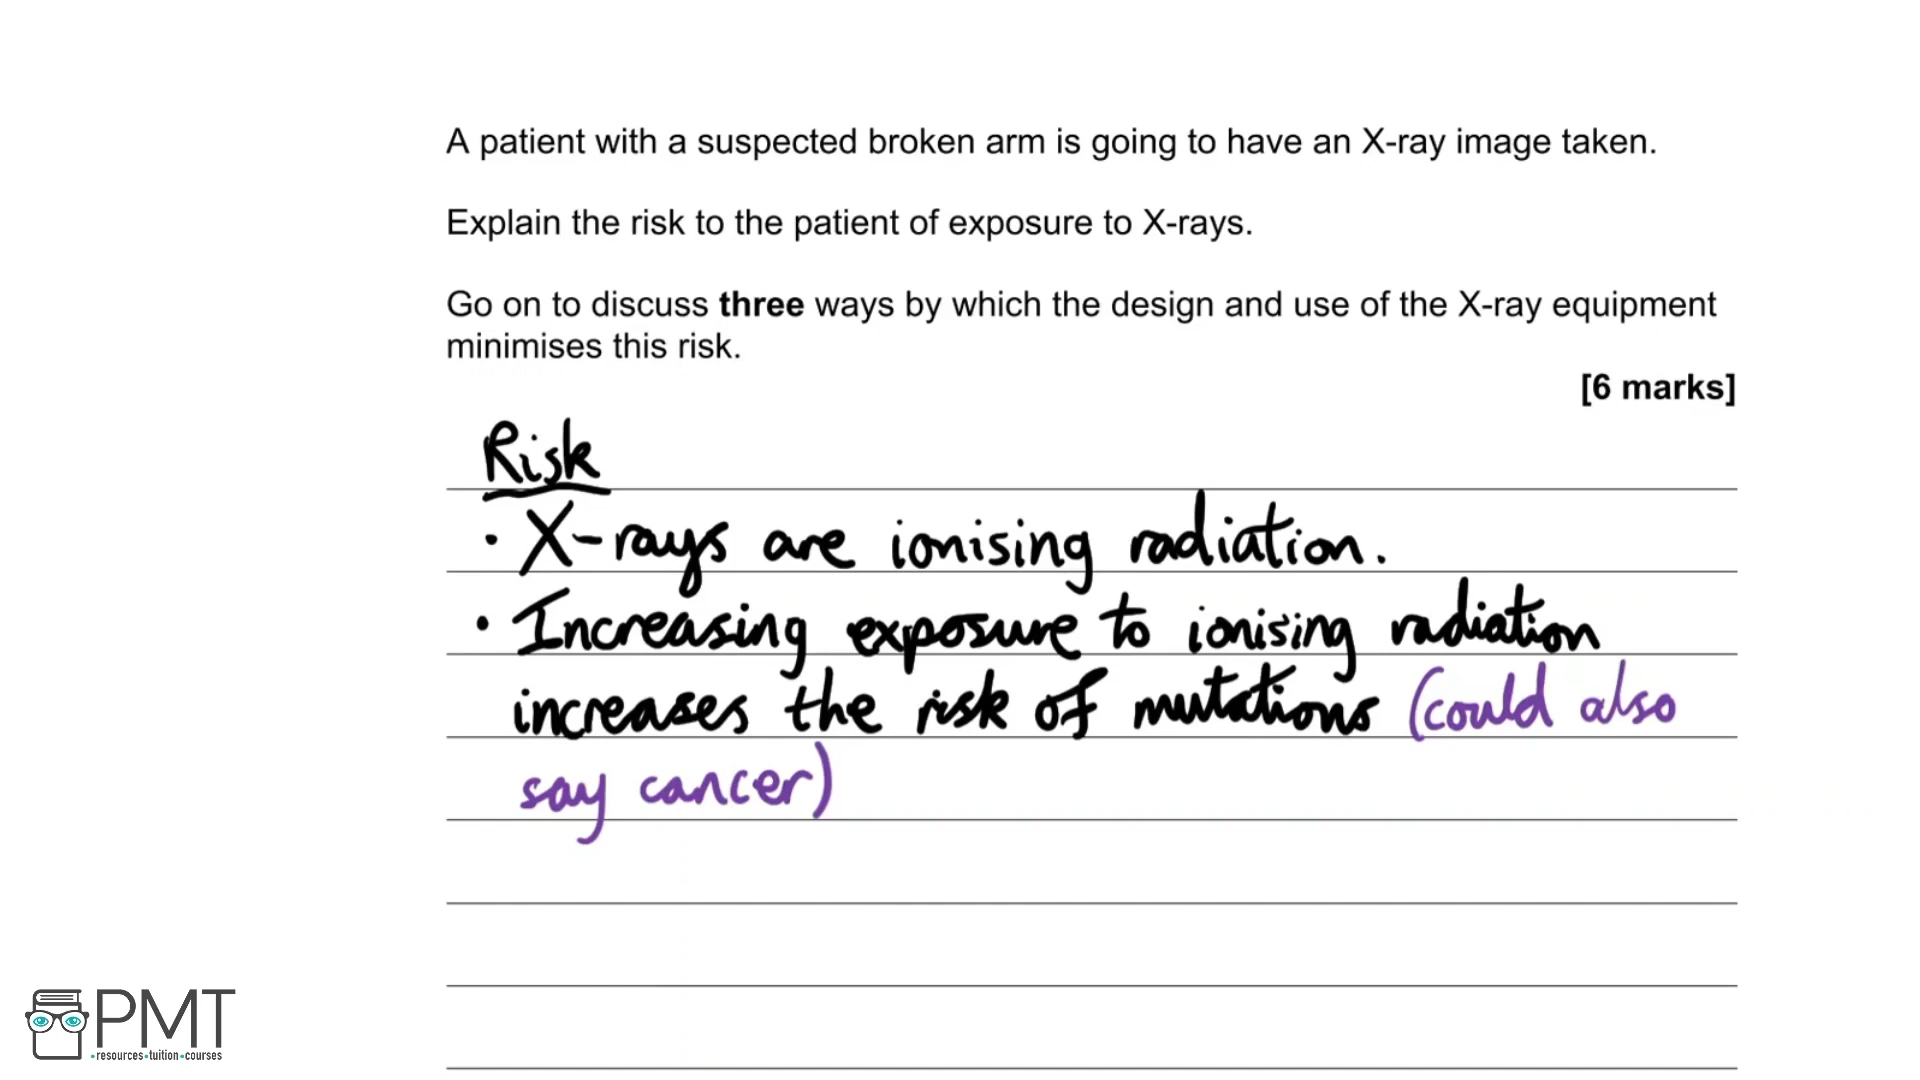 A patient with a suspected broken arm is going to have an X-ray image taken.
Explain the risk to the patient of exposure to X-rays.
Go on to discuss three ways by which the design and use of the X-ray equipment
minimises this risk.
[6 marks]
Risk
· X-rays are ionising radiation.
· Increasing exposure to ionising radiation
increases the risk of mutations (could also
say cancer)
PMT
•resources•tuition•courses